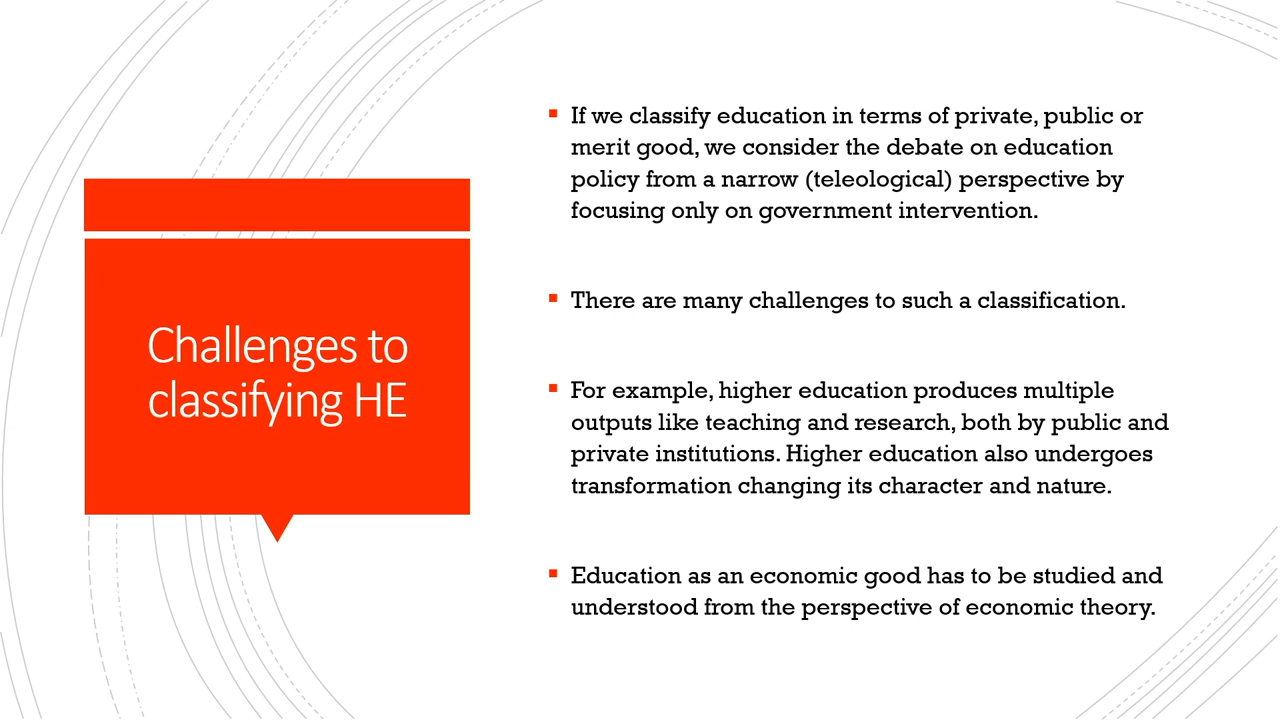 Challenges to
classifying HE
If we classify education in terms of private, public or
merit good, we consider the debate on education
policy from a narrow (teleological) perspective by
focusing only on government intervention.
There are many challenges to such a classification.
For example, higher education produces multiple
outputs like teaching and research, both by public and
private institutions. Higher education also undergoes
transformation changing its character and nature.
Education as an economic good has to be studied and
understood from the perspective of economic theory.